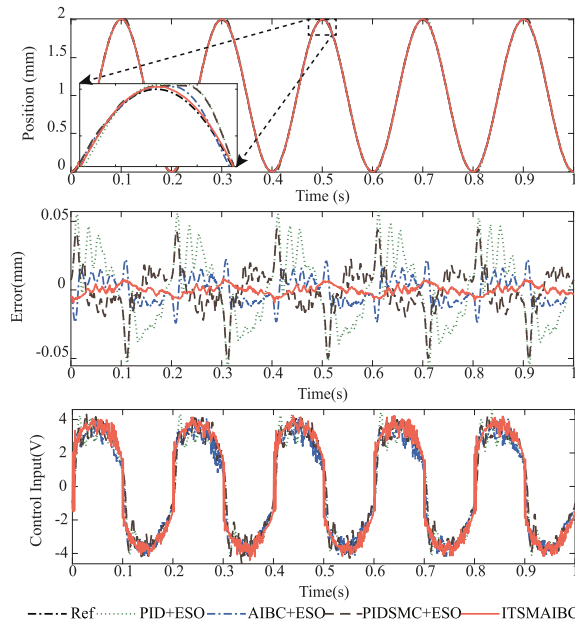 2
1.5
1
0.5
0
Position (mm)
0 0.1 0.2 0.3 0.4 0.5 0.6 0.7 0.8 0.9 1
Time (s)
0.05
0
-0.05
Error(mm)
0 0.1 0.2 0.3 0.4 0.5 0.6 0.7 0.8 0.9 1
Time(s)
4
2
0
-2
-4
Control Input(V)
0 0.1 0.2 0.3 0.4 0.5 0.6 0.7 0.8 0.9 1
Time(s)
Ref PID+ESO AIBC+ESO PIDSMC+ESO ITSMAIBC